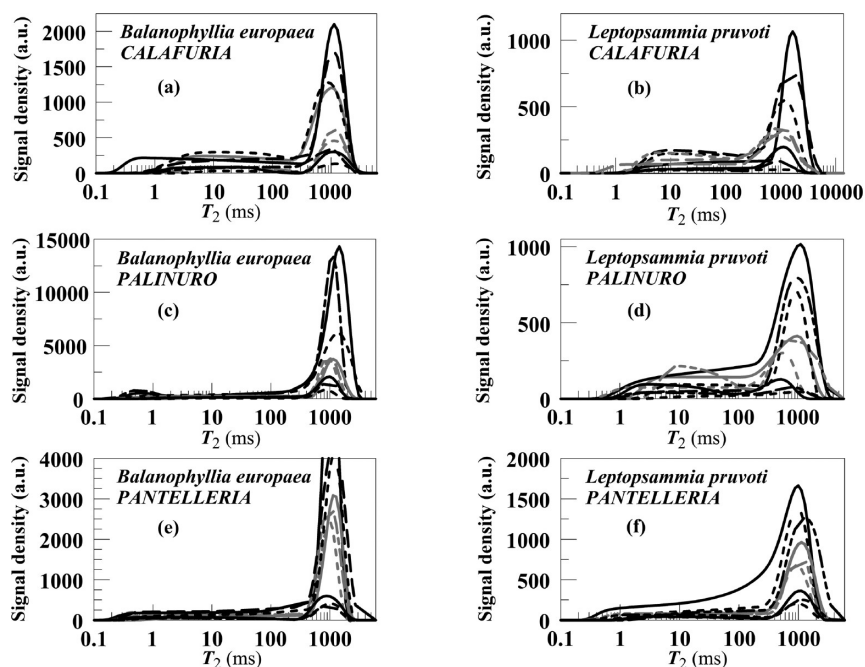 Signal density (a.u.)
2000
1500
1000
500
0
Balanophyllia europaea
CALAFURIA
(a)
0.1 1 10 100 1000
T2 (ms)
Signal density (a.u.)
1000
500
0
Leptopsammia pruvoti
CALAFURIA
(b)
0.1 1 10 100 1000 10000
T2 (ms)
Signal density (a.u.)
15000
10000
5000
0
Balanophyllia europaea
PALINURO
(c)
0.1 1 10 100 1000
T2 (ms)
Signal density (a.u.)
1000
500
0
Leptopsammia pruvoti
PALINURO
(d)
0.1 1 10 100 1000
T2 (ms)
Signal density (a.u.)
4000
3000
2000
1000
0
Balanophyllia europaea
PANTELLERIA
(e)
0.1 1 10 100 1000
T2 (ms)
Signal density (a.u.)
2000
1500
1000
500
0
Leptopsammia pruvoti
PANTELLERIA
(f)
0.1 1 10 100 1000
T2 (ms)